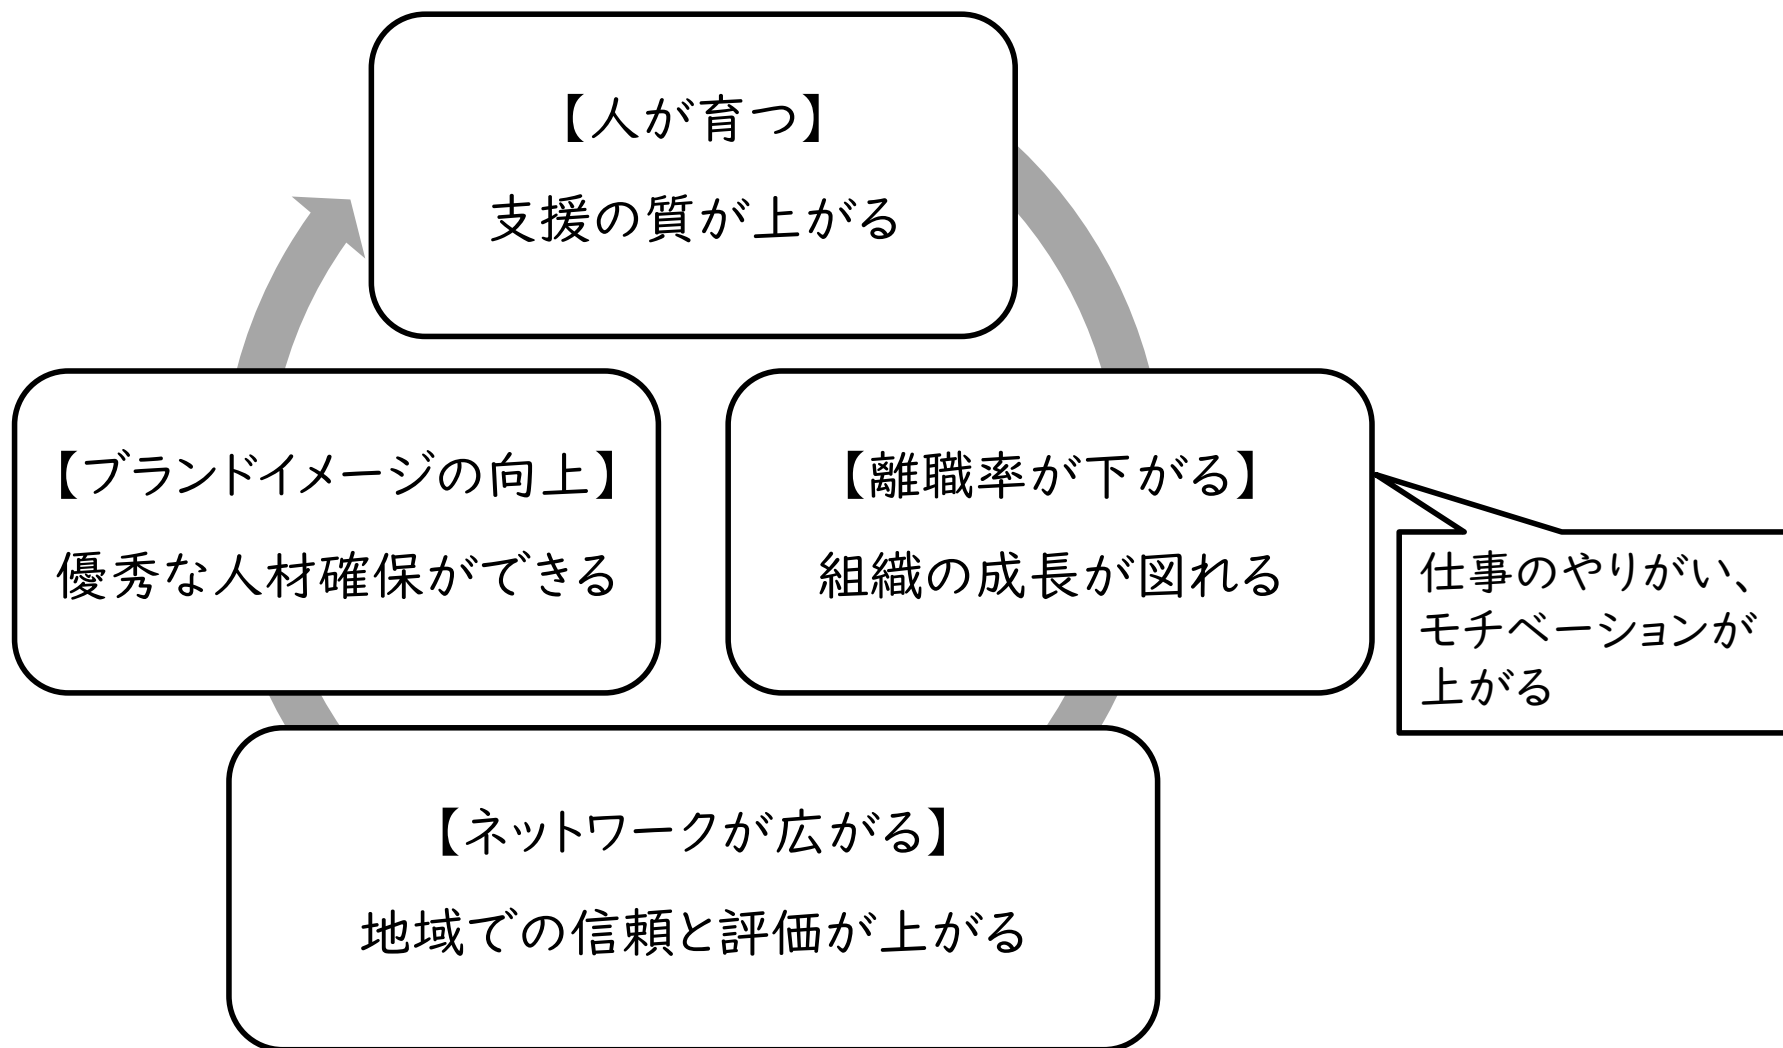 【人が育つ】
支援の質が上がる
【ブランドイメージの向上】
優秀な人材確保ができる
【離職率が下がる】
組織の成長が図れる
仕事のやりがい、
モチベーションが
上がる
【ネットワークが広がる】
地域での信頼と評価が上がる